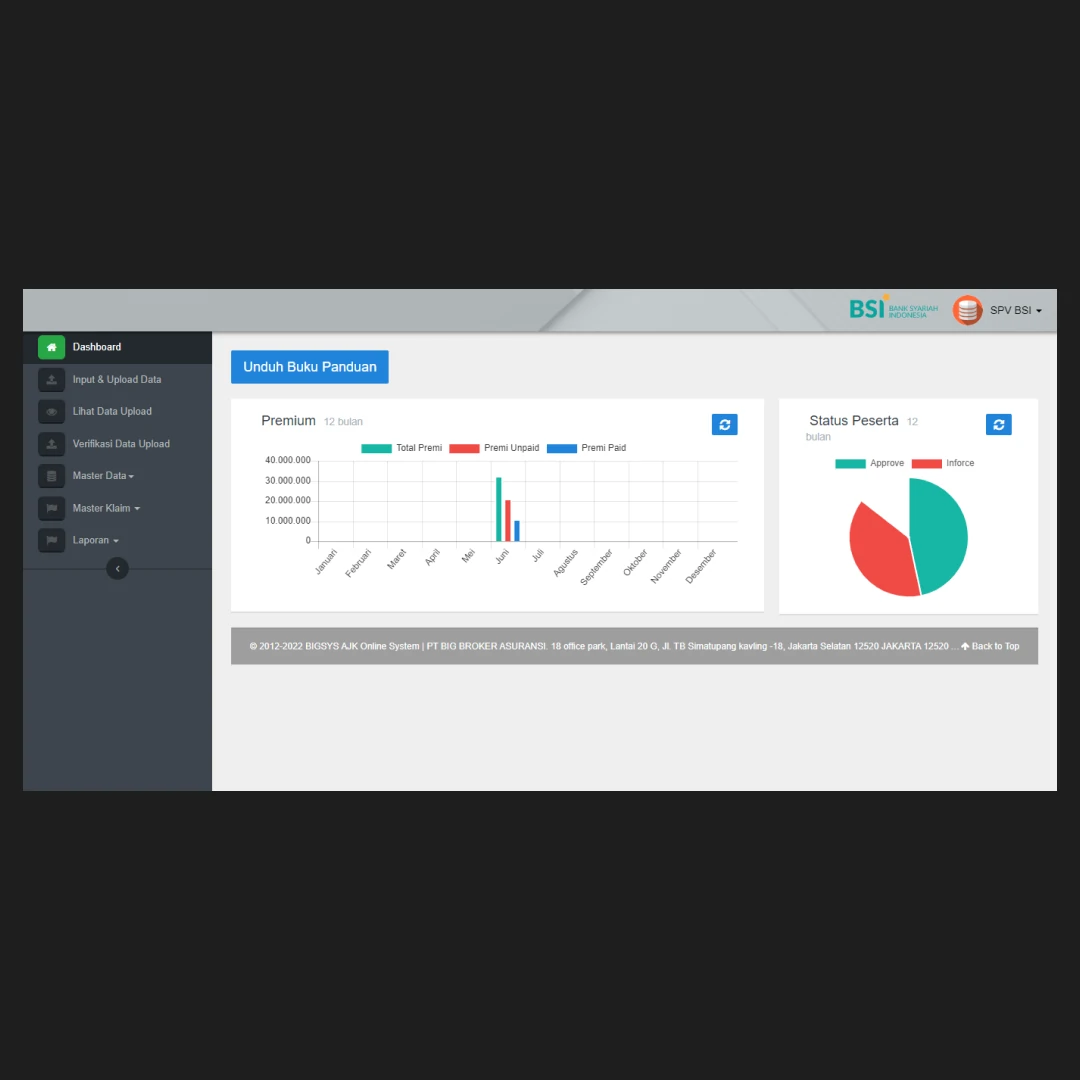 BSI BANK SYARIAH
INDONESIA
SPV BSI
Dashboard
Input & Upload Data
Lihat Data Upload
Verifikasi Data Upload
Master Data
Master Klaim
Laporan
Unduh Buku Panduan
Premium 12 bulan
Total Premi Premi Unpaid Premi Paid
40.000.000
30.000.000
20.000.000
10.000.000
0
Januari Februari Maret April Mei Juni Juli Agustus September Oktober November Desember
Status Peserta 12
bulan
Approve Inforce
© 2012-2022 BIGSYS AJK Online System | PT BIG BROKER ASURANSI. 18 office park, Lantai 20 G, Jl. TB Simatupang kavling -18, Jakarta Selatan 12520 JAKARTA 12520 ... Back to Top